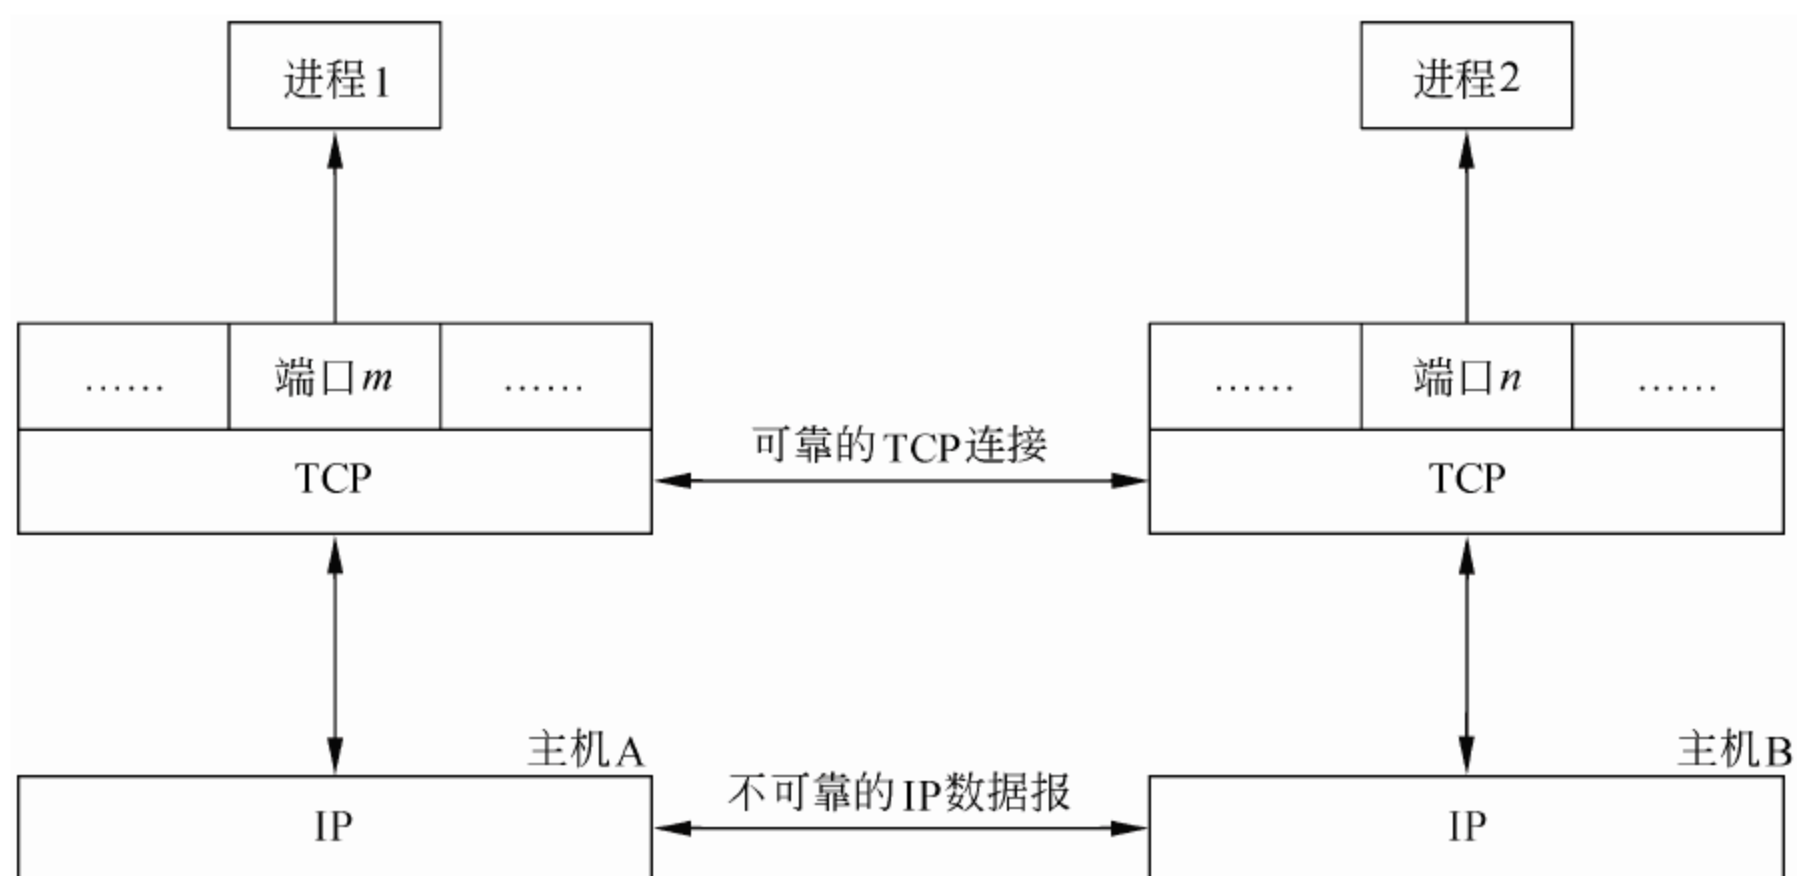 进程1
进程2
…… 端口m ……
…… 端口n ……
可靠的TCP连接
TCP
TCP
主机A
主机B
不可靠的IP数据报
IP
IP